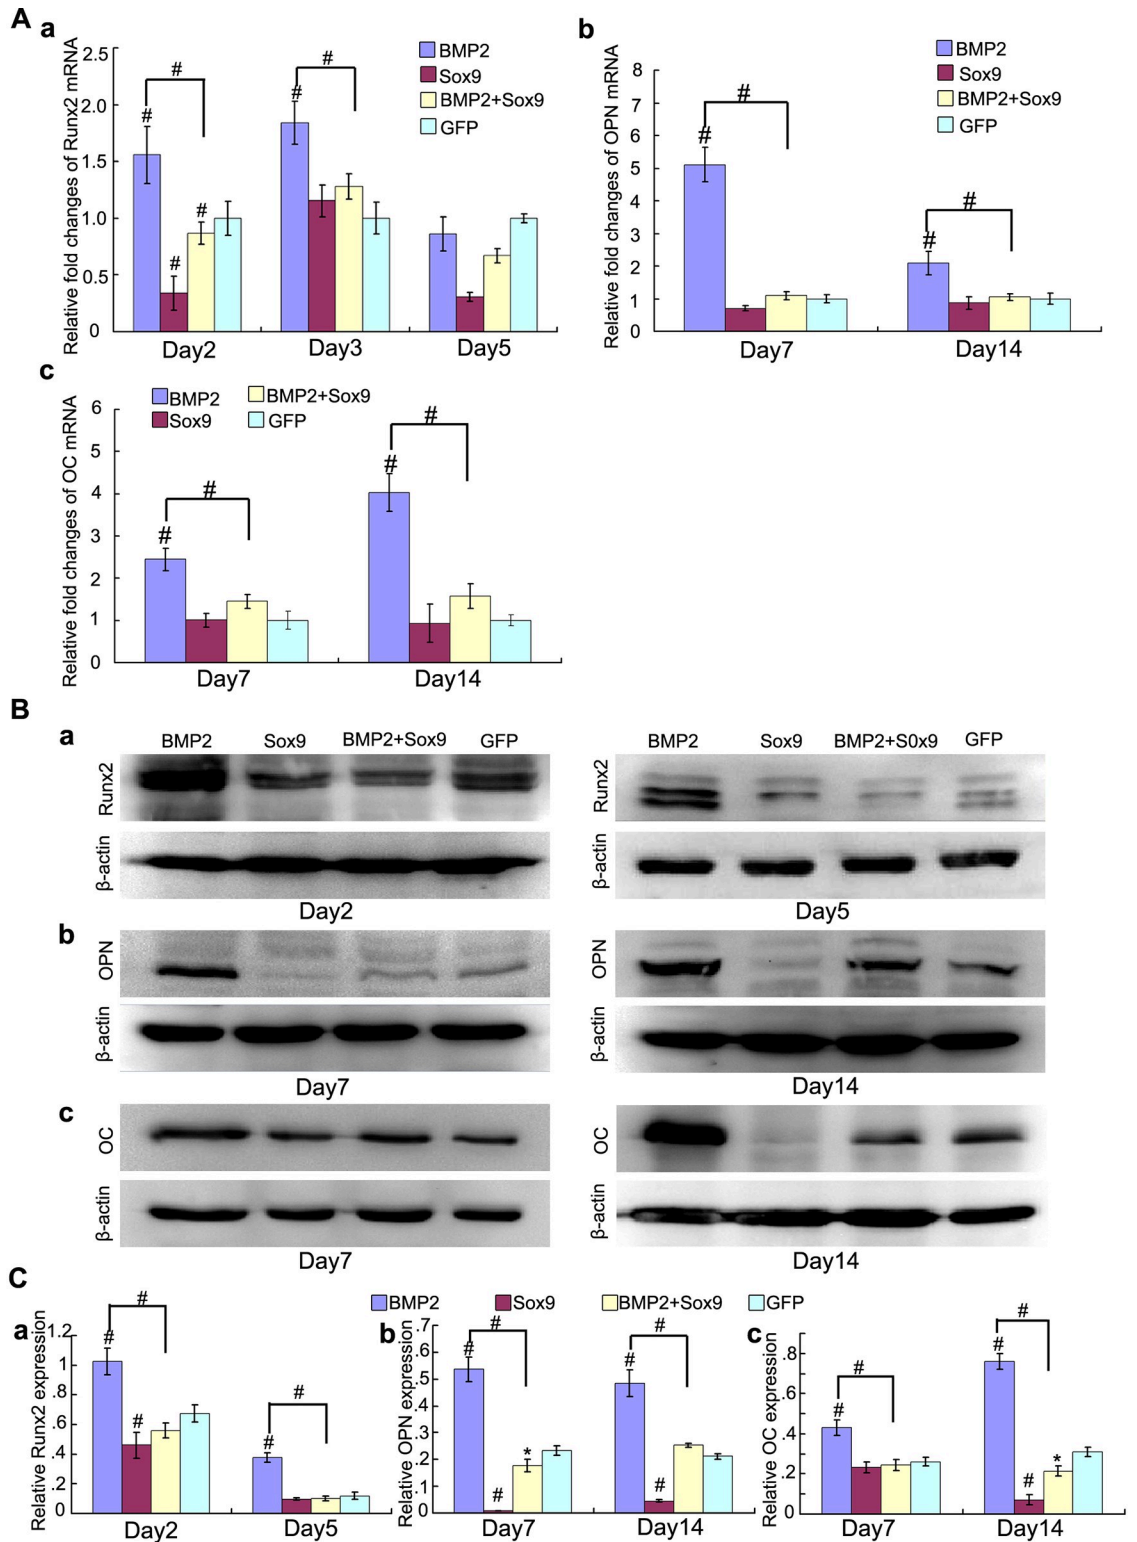 A
a
Relative fold changes of Runx2 mRNA
2.5
2.0
1.5
1.0
0.5
0
BMP2
Sox9
BMP2+Sox9
GFP
#
#
#
#
#
#
Day2
Day3
Day5
b
Relative fold changes of OPN mRNA
8
7
6
5
4
3
2
1
0
BMP2
Sox9
BMP2+Sox9
GFP
#
#
#
#
Day7
Day14
c
Relative fold changes of OC mRNA
6
5
4
3
2
1
0
BMP2
BMP2+Sox9
Sox9
GFP
#
#
#
#
Day7
Day14
B
a
BMP2 Sox9 BMP2+Sox9 GFP
Runx2
β-actin
Day2
BMP2 Sox9 BMP2+S0x9 GFP
Runx2
β-actin
Day5
b
OPN
β-actin
Day7
OPN
β-actin
Day14
c
OC
β-actin
Day7
OC
β-actin
Day14
C
BMP2 Sox9 BMP2+Sox9 GFP
a
Relative Runx2 expression
1.2
1
.8
.6
.4
.2
0
#
#
#
#
#
Day2
Day5
b
Relative OPN expression
.7
.6
.5
.4
.3
.2
.1
0
#
#
#
*
#
#
#
Day7
Day14
c
Relative OC expression
.8
.6
.4
.2
0
#
#
#
#
#
*
Day7
Day14